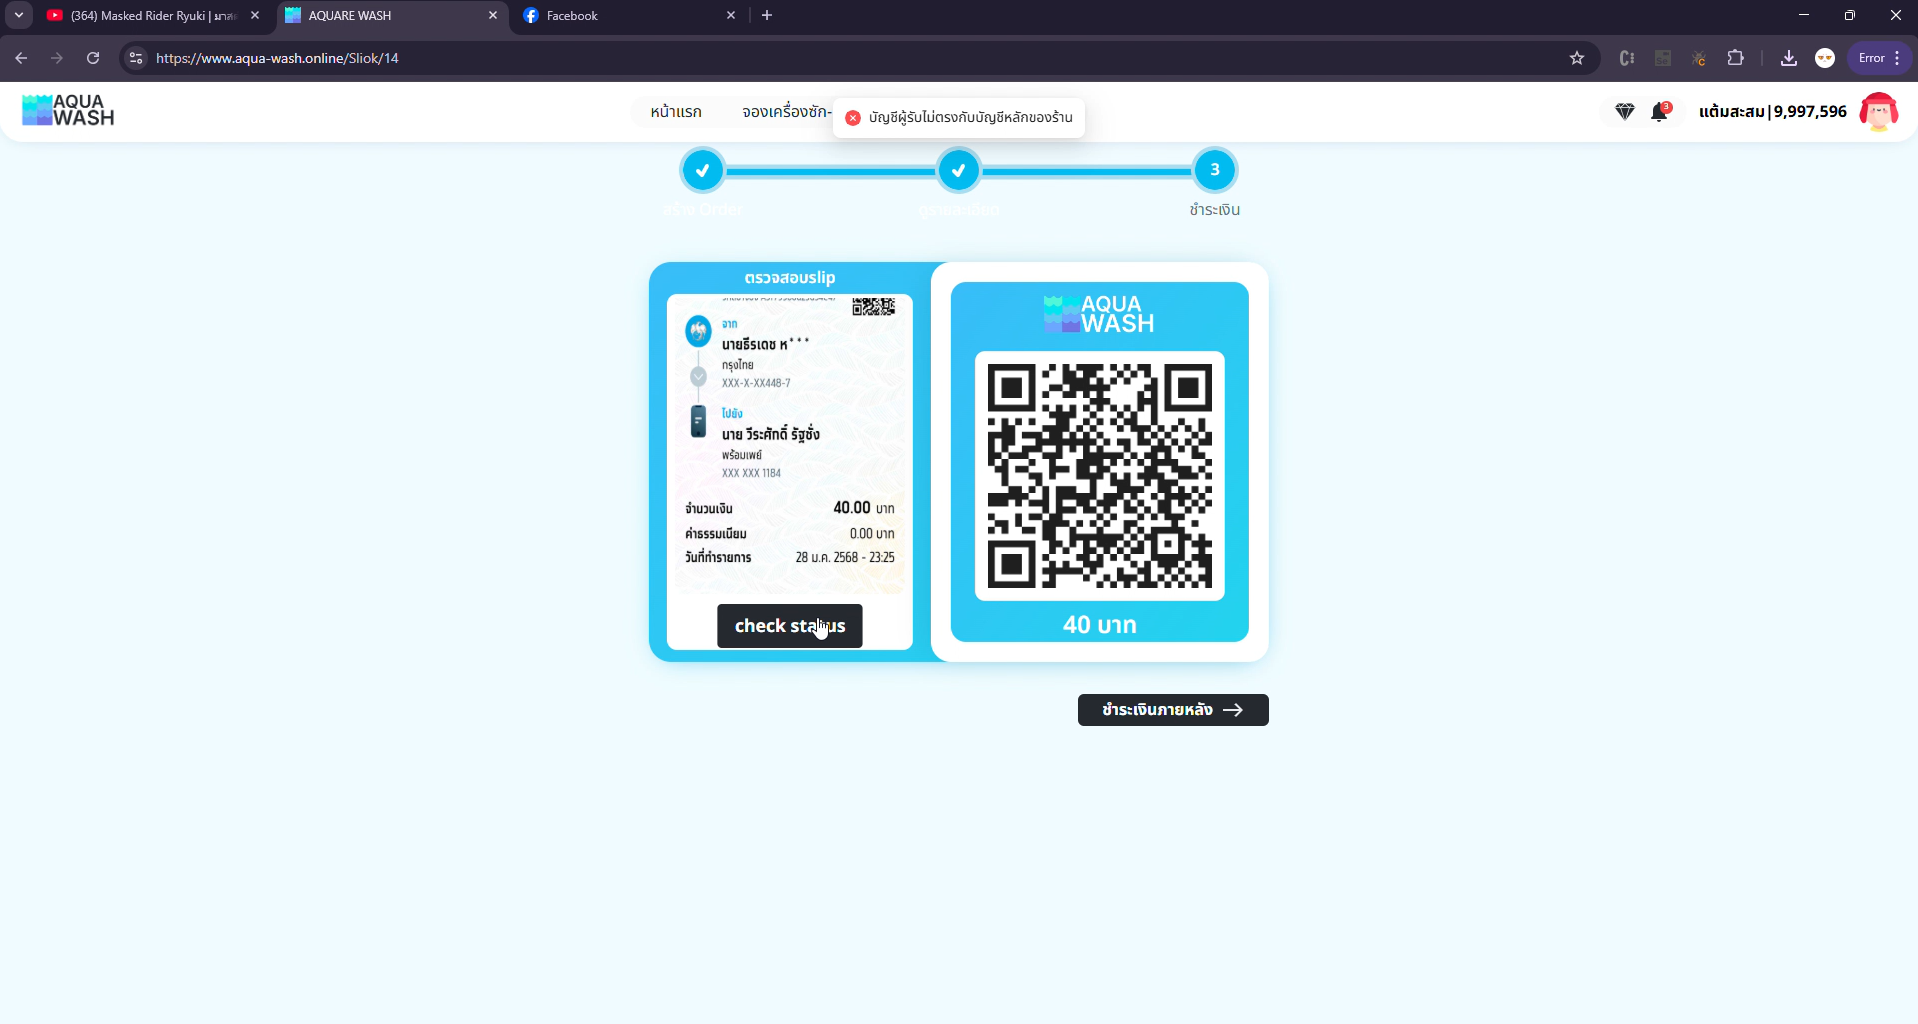 (364) Masked Rider Ryuki | มาสค
AQUARE WASH
Facebook
https://www.aqua-wash.online/Sliok/14
Error
AQUA
WASH
หน้าแรก
จองเครื่องซัก-
บัญชีผู้รับไม่ตรงกับบัญชีหลักของร้าน
3
แต้มสะสม|9,997,596
3
สร้าง Order
ดูรายละเอียด
ชำระเงิน
ตรวจสอบslip
จาก
นายธีรเดช ห***
กรุงไทย
XXX-X-XX448-7
ไปยัง
นาย วีระศักดิ์ รัฐชั่ง
พร้อมเพย์
XXX XXX 1184
จำนวนเงิน 40.00 บาท
ค่าธรรมเนียม 0.00 บาท
วันที่ทำรายการ 28 ม.ค. 2568 - 23:25
check status
AQUA
WASH
40 บาท
ชำระเงินภายหลัง